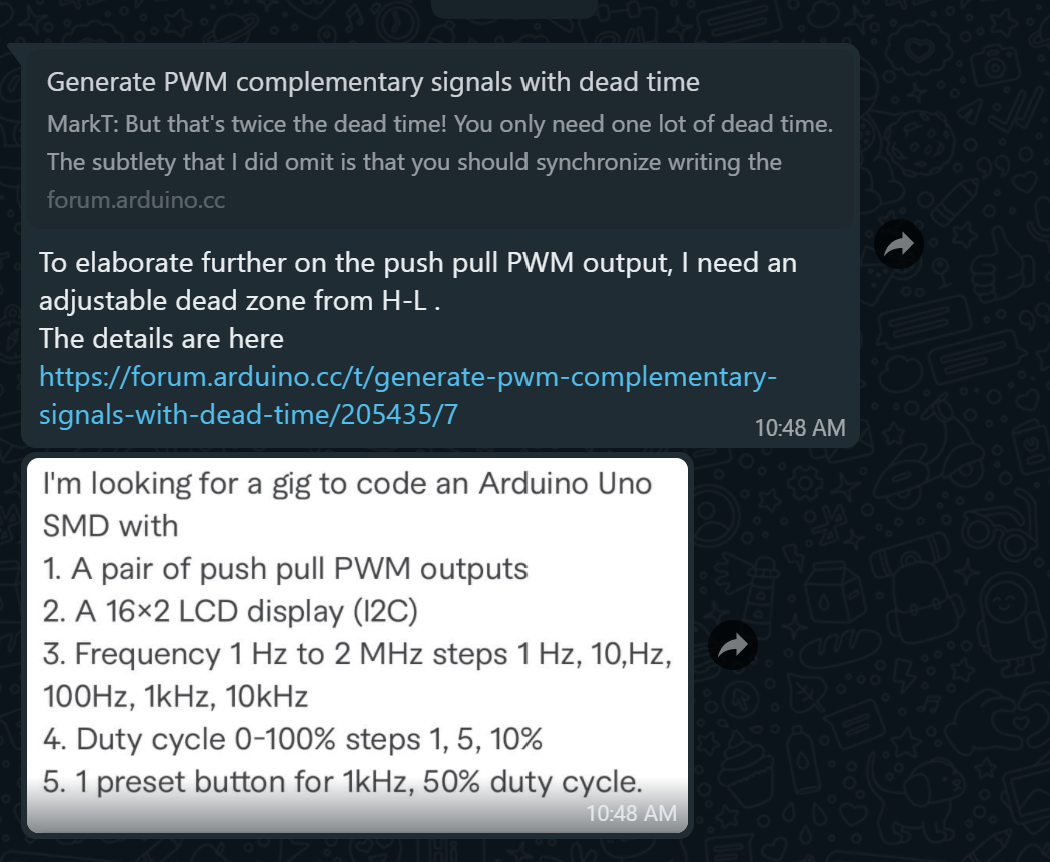 Generate PWM complementary signals with dead time
MarkT: But that's twice the dead time! You only need one lot of dead time.
The subtlety that I did omit is that you should synchronize writing the
forum.arduino.cc
To elaborate further on the push pull PWM output, I need an
adjustable dead zone from H-L .
The details are here
https://forum.arduino.cc/t/generate-pwm-complementary-
signals-with-dead-time/205435/7
10:48 AM
I'm looking for a gig to code an Arduino Uno
SMD with
1. A pair of push pull PWM outputs
2. A 16×2 LCD display (I2C)
3. Frequency 1 Hz to 2 MHz steps 1 Hz, 10,Hz,
100Hz, 1kHz, 10kHz
4. Duty cycle 0-100% steps 1, 5, 10%
5. 1 preset button for 1kHz, 50% duty cycle.
10:48 AM